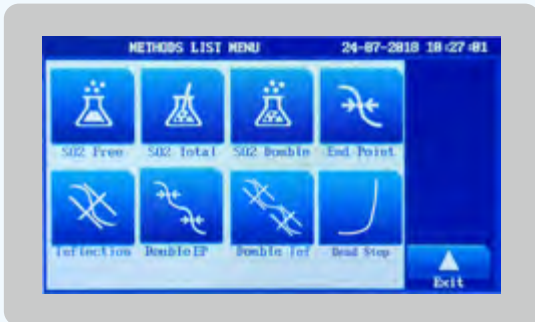 METHODS LIST MENU 24-07-2018 10:27:01
SO2 Free SO2 Total SO2 Double End Point
Inflection Double EP Double Inf Dead Stop
Exit